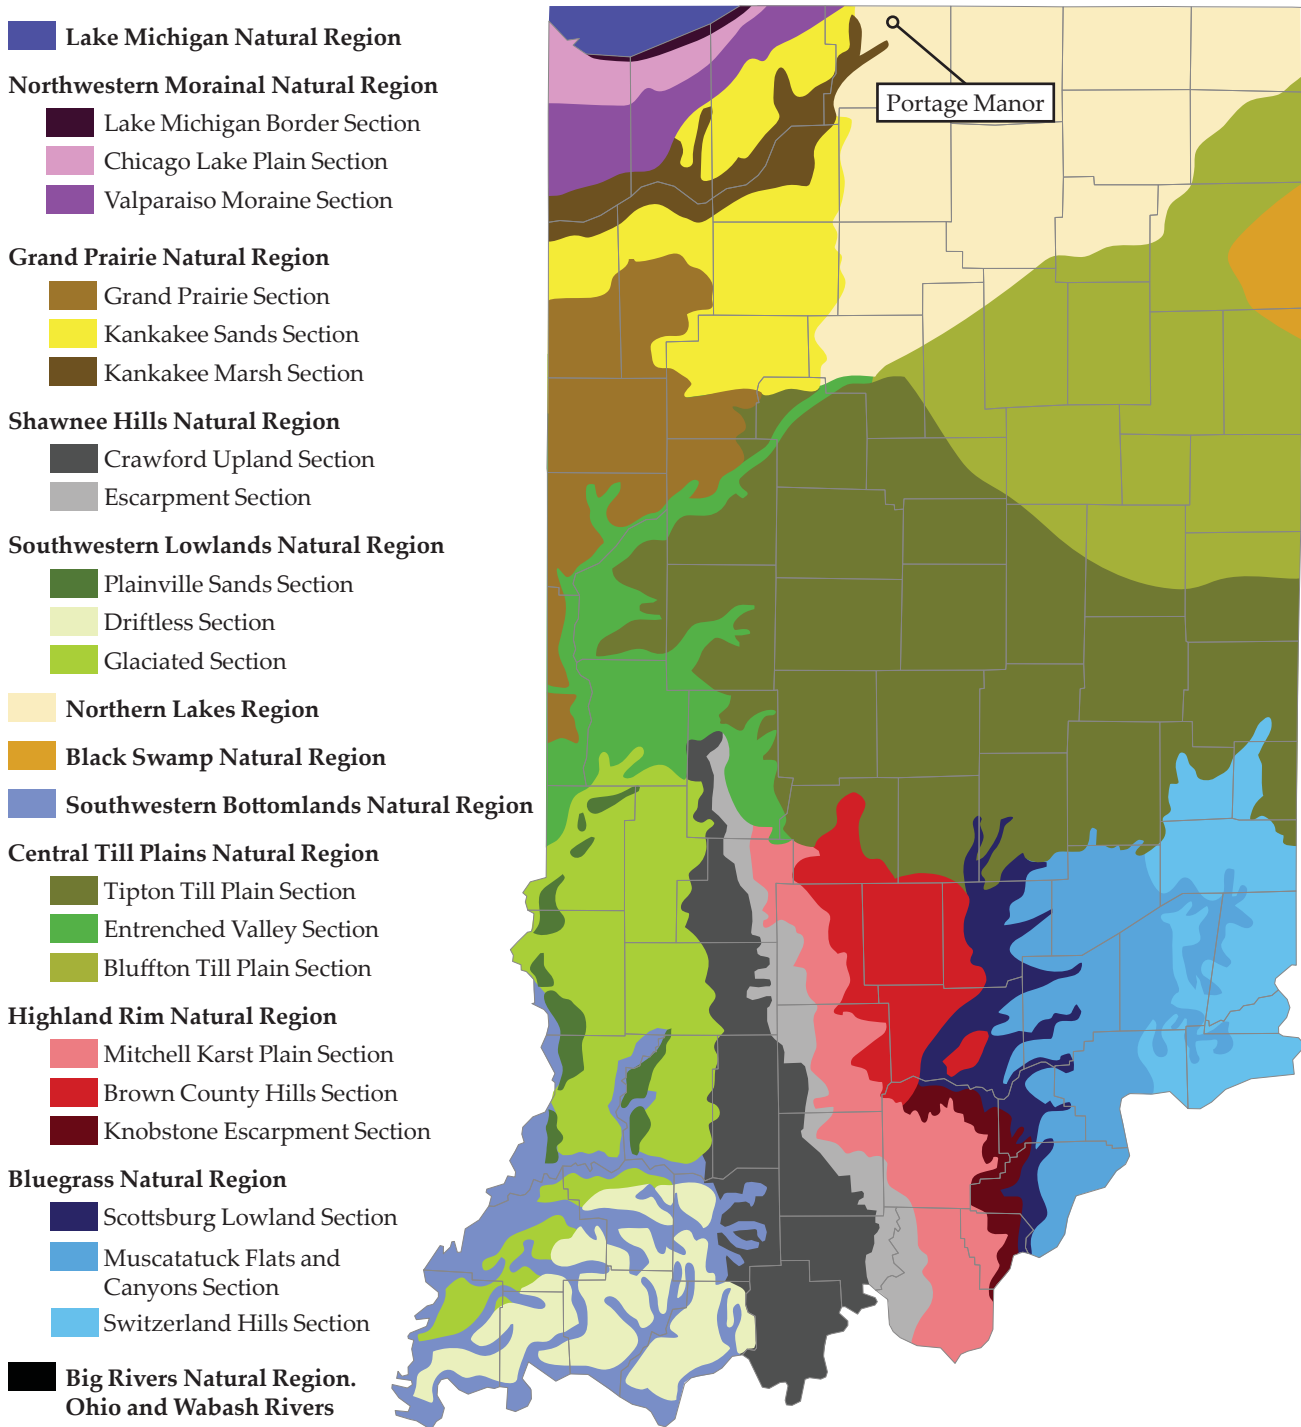 Lake Michigan Natural Region
Northwestern Morainal Natural Region
Lake Michigan Border Section
Chicago Lake Plain Section
Valparaiso Moraine Section
Grand Prairie Natural Region
Grand Prairie Section
Kankakee Sands Section
Kankakee Marsh Section
Shawnee Hills Natural Region
Crawford Upland Section
Escarpment Section
Southwestern Lowlands Natural Region
Plainville Sands Section
Driftless Section
Glaciated Section
Northern Lakes Region
Black Swamp Natural Region
Southwestern Bottomlands Natural Region
Central Till Plains Natural Region
Tipton Till Plain Section
Entrenched Valley Section
Bluffton Till Plain Section
Highland Rim Natural Region
Mitchell Karst Plain Section
Brown County Hills Section
Knobstone Escarpment Section
Bluegrass Natural Region
Scottsburg Lowland Section
Muscatatuck Flats and
Canyons Section
Switzerland Hills Section
Big Rivers Natural Region.
Ohio and Wabash Rivers
Portage Manor